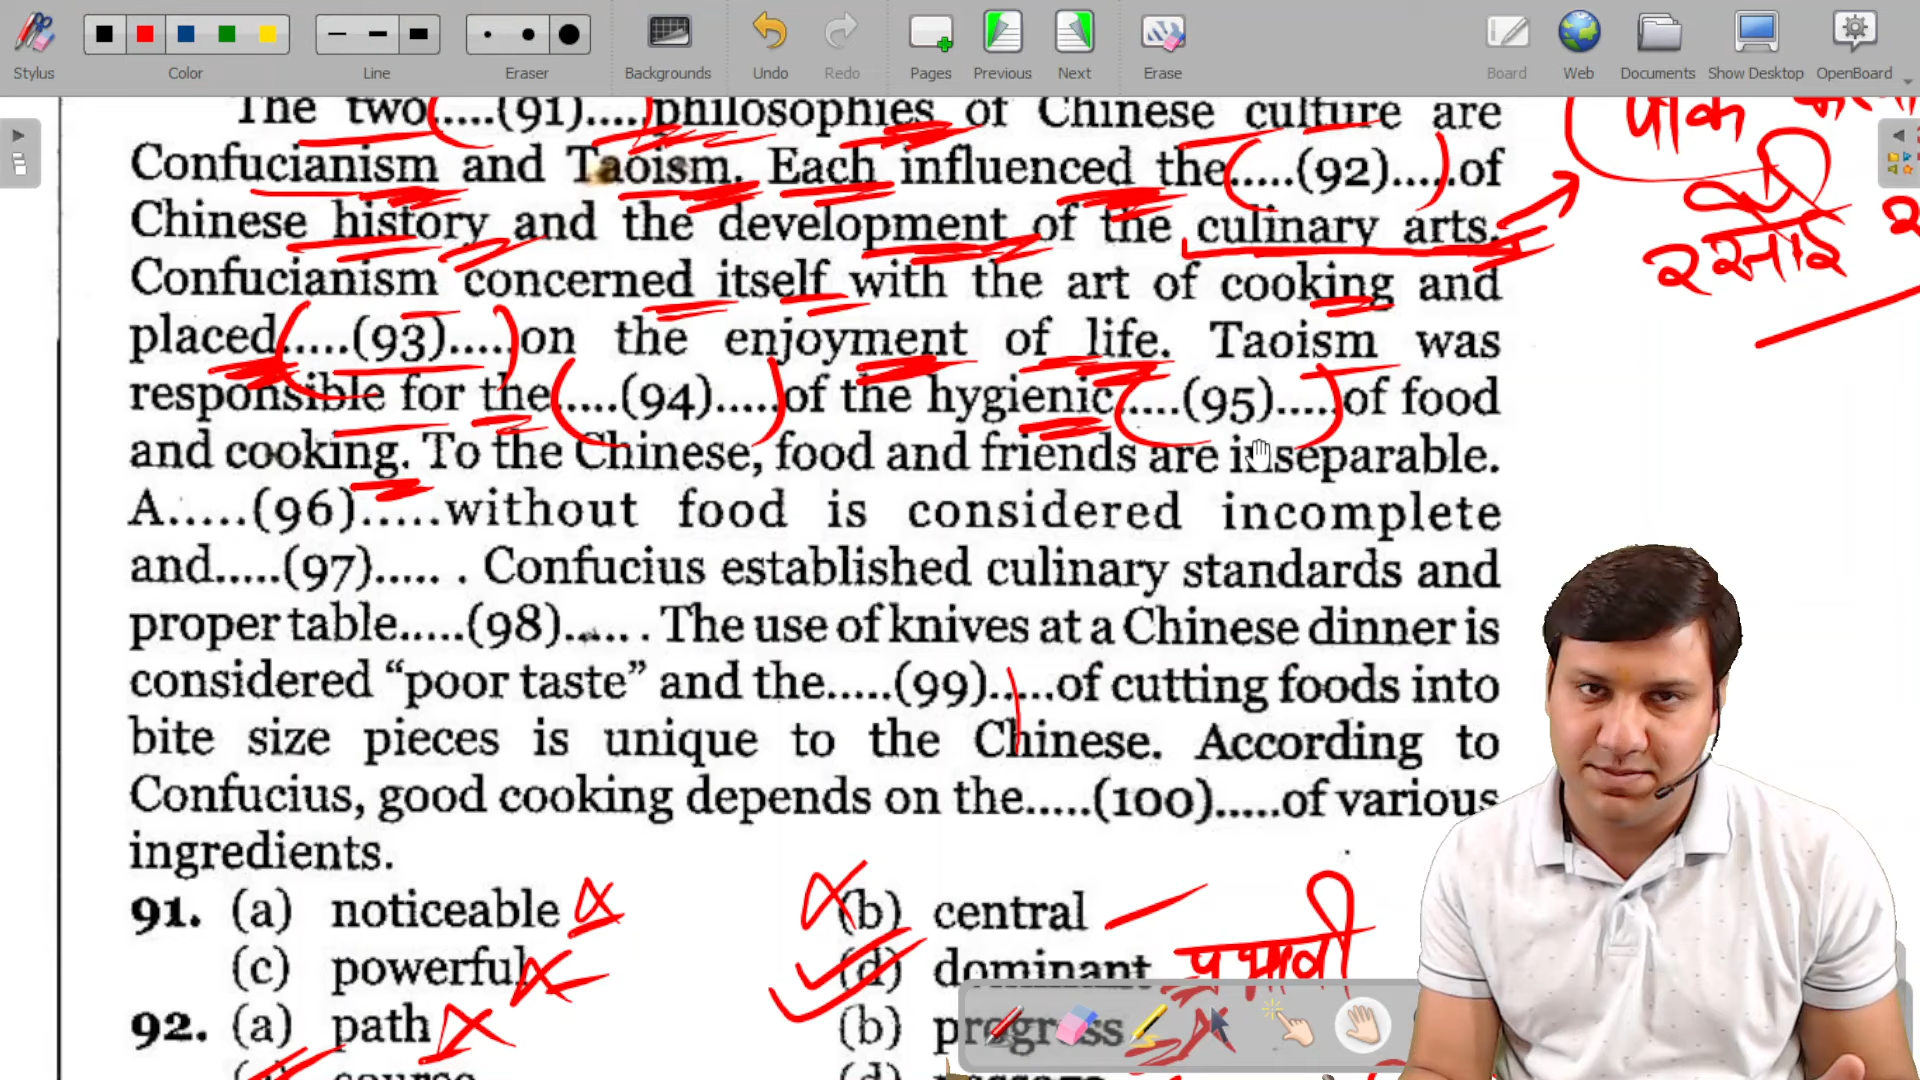 Stylus Color Line Eraser Backgrounds Undo Redo Pages Previous Next Erase Board Web Documents Show Desktop OpenBoard
The two.....(91).....philosophies of Chinese culture are
Confucianism and Taoism. Each influenced the.....(92).....of
Chinese history and the development of the culinary arts.
Confucianism concerned itself with the art of cooking and
placed.....(93).....on the enjoyment of life. Taoism was
responsible for the.....(94).....of the hygienic.....(95).....of food
and cooking. To the Chinese, food and friends are inseparable.
A.....(96).....without food is considered incomplete
and.....(97)..... . Confucius established culinary standards and
proper table.....(98)..... . The use of knives at a Chinese dinner is
considered “poor taste” and the.....(99).....of cutting foods into
bite size pieces is unique to the Chinese. According to
Confucius, good cooking depends on the.....(100).....of various
ingredients.
91. (a) noticeable (b) central
(c) powerful (d) dominant प्रभावी
92. (a) path (b) progress
course
पाक
की
रसोई